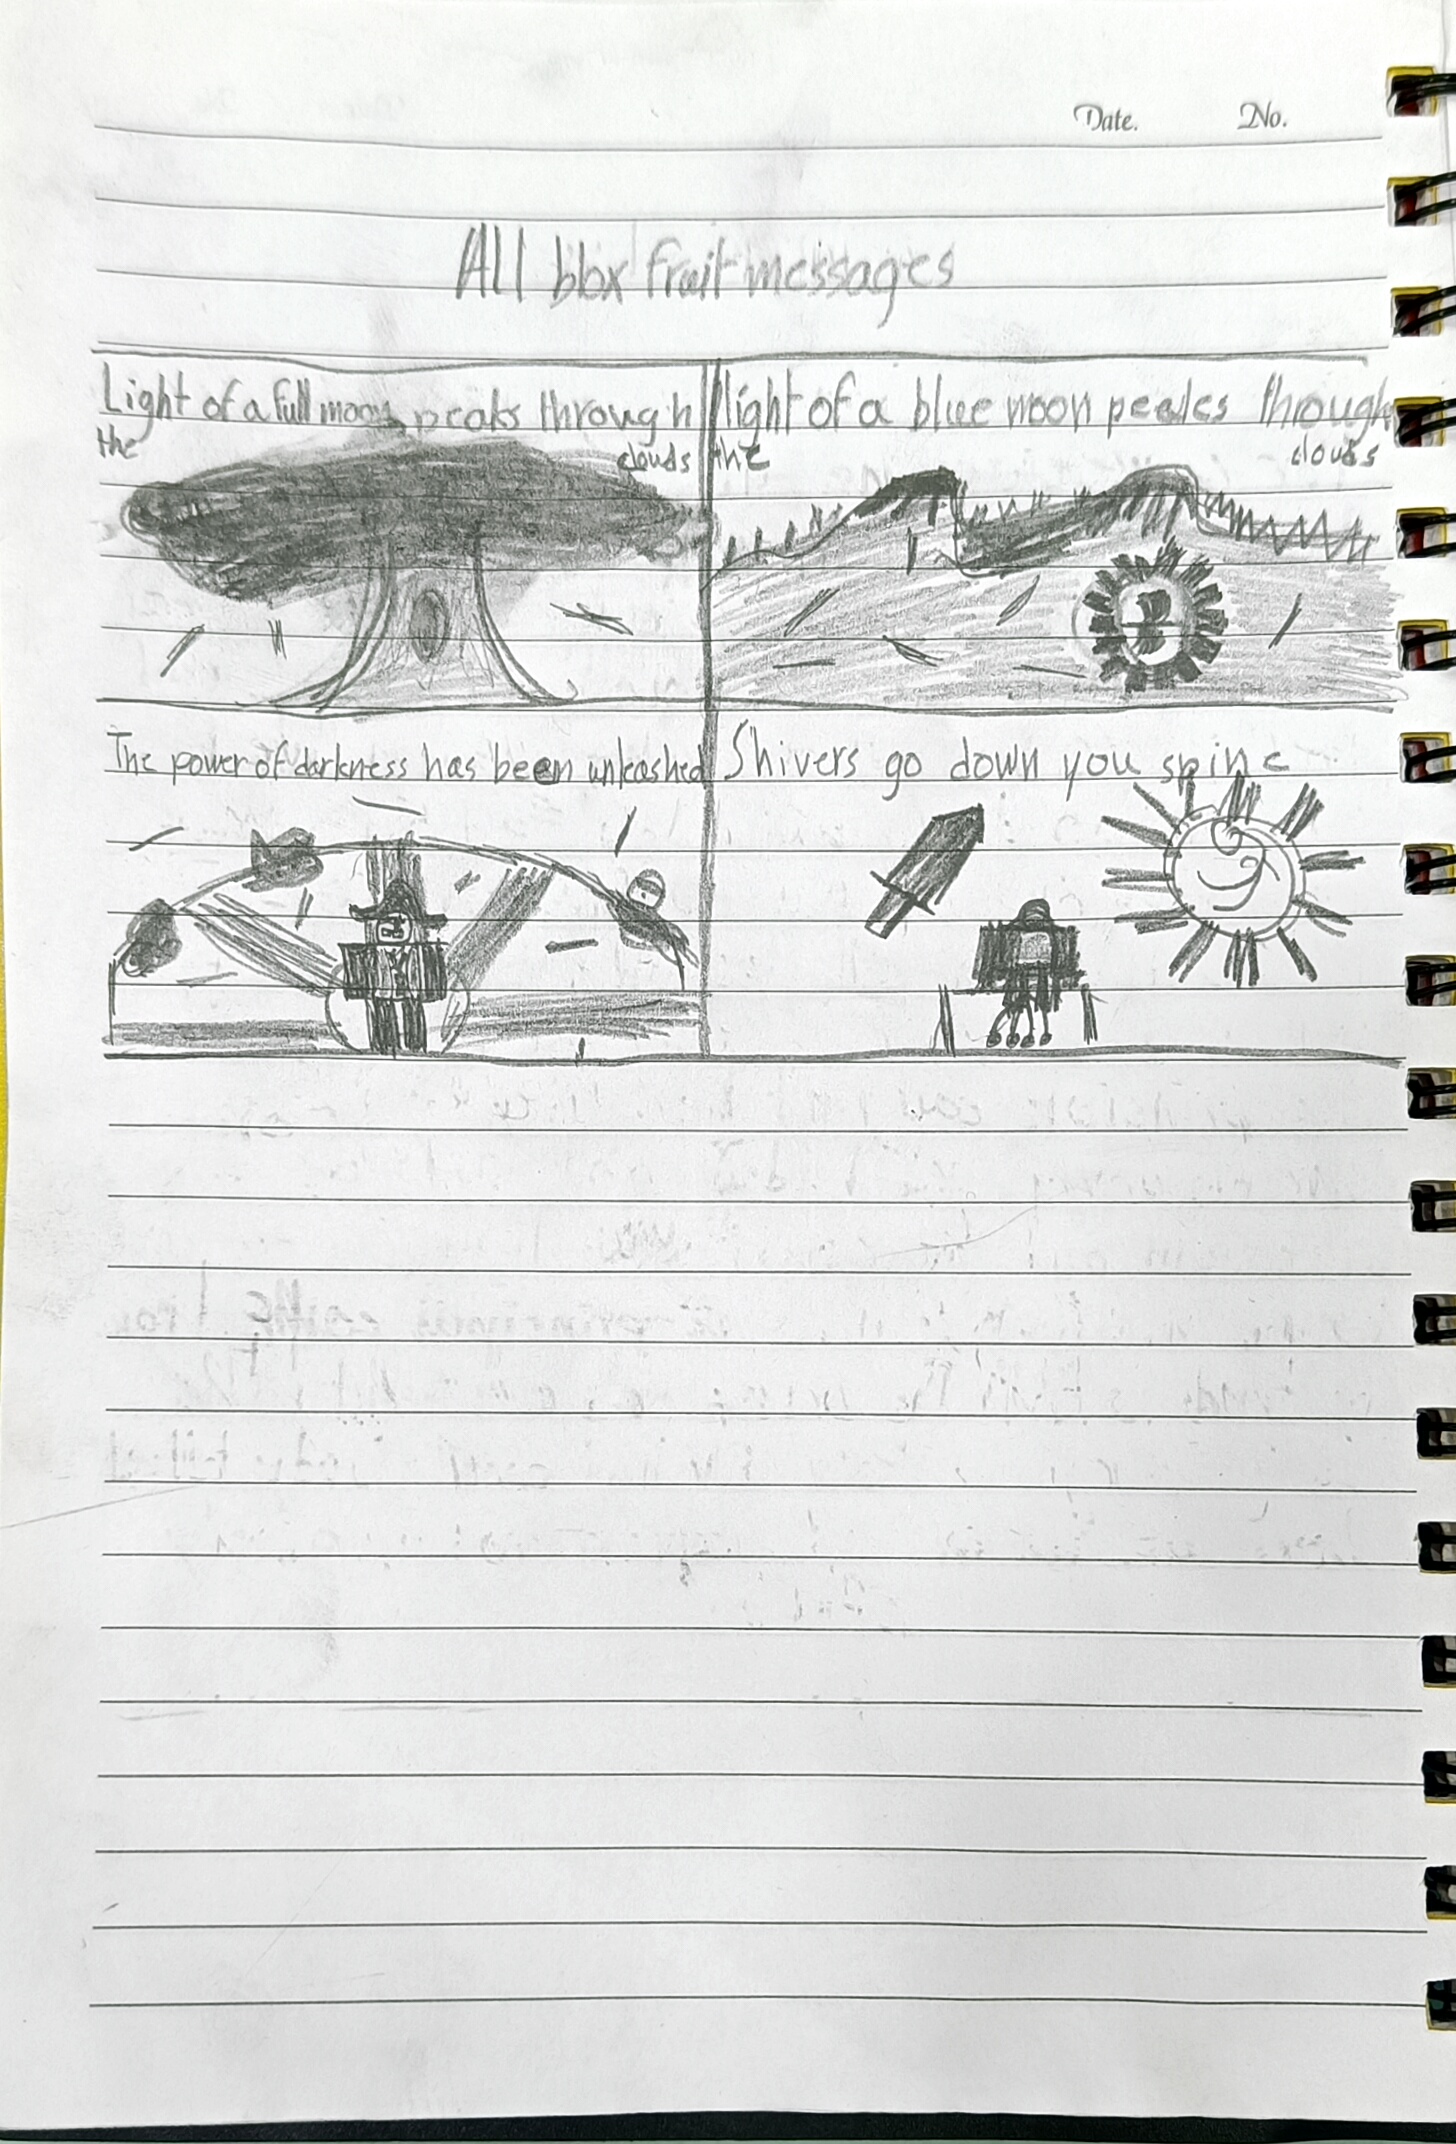 Date. No.
All blox fruit messages
Light of a full moon peaks through
the clouds
light of a blue moon peeks through
the clouds
The power of darkness has been unleashed
Shivers go down you spine